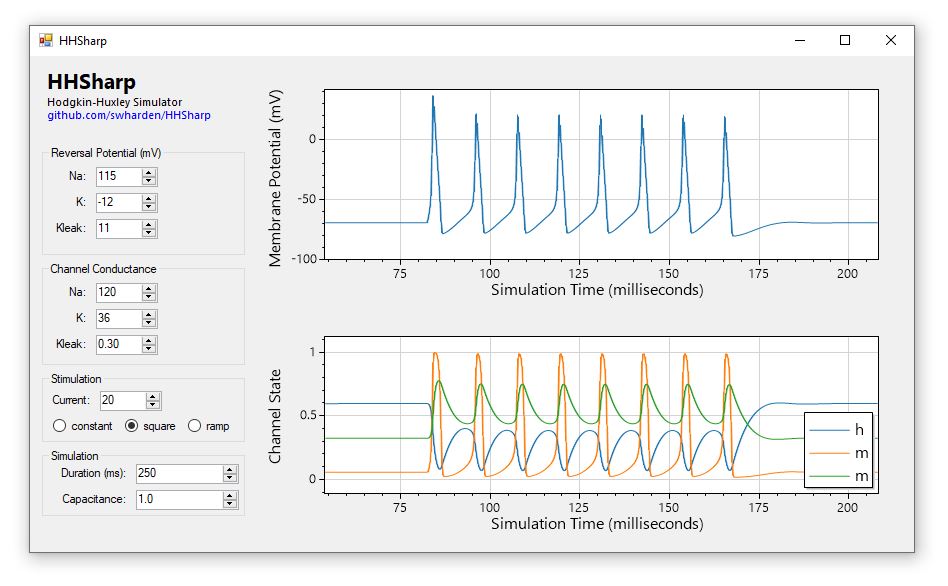 HHSharp
HHSharp
Hodgkin-Huxley Simulator
github.com/swharden/HHSharp
Reversal Potential (mV)
Na: 115
K: -12
Kleak: 11
Channel Conductance
Na: 120
K: 36
Kleak: 0.30
Stimulation
Current: 20
constant square ramp
Simulation
Duration (ms): 250
Capacitance: 1.0
Membrane Potential (mV)
0
-50
-100
75 100 125 150 175 200
Simulation Time (milliseconds)
Channel State
1
0.5
0
h
m
m
75 100 125 150 175 200
Simulation Time (milliseconds)